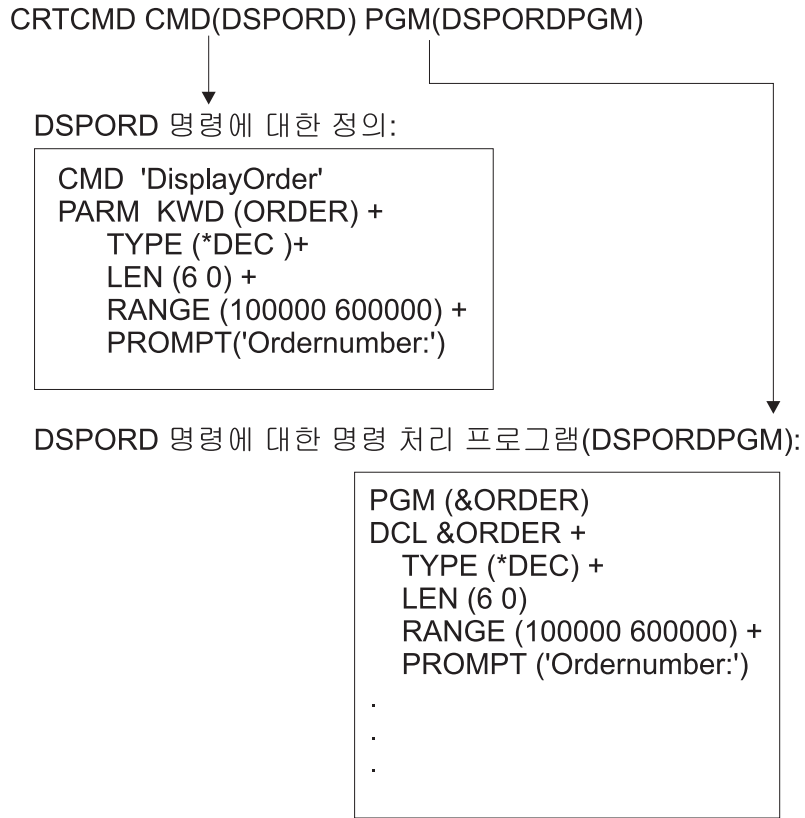 CRTCMD CMD(DSPORD) PGM(DSPORDPGM)
DSPORD 명령에 대한 정의:
CMD 'DisplayOrder'
PARM KWD (ORDER) +
TYPE (*DEC )+
LEN (6 0) +
RANGE (100000 600000) +
PROMPT('Ordernumber:')
DSPORD 명령에 대한 명령 처리 프로그램(DSPORDPGM):
PGM (&ORDER)
DCL &ORDER +
TYPE (*DEC) +
LEN (6 0)
RANGE (100000 600000) +
PROMPT ('Ordernumber:')
.
.
.